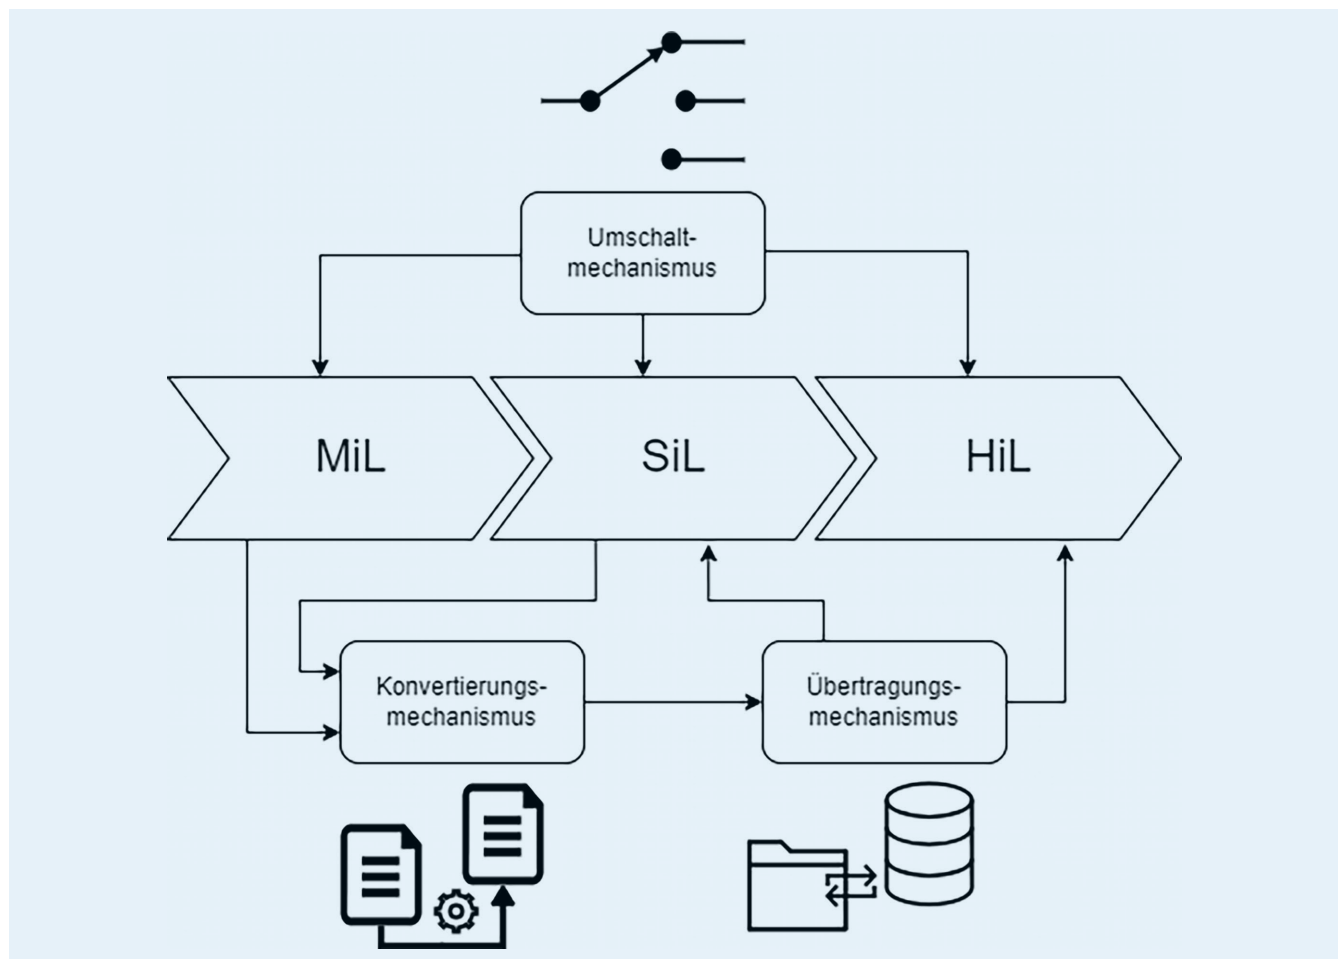 Umschalt-
mechanismus
MiL
SiL
HiL
Konvertierungs-
mechanismus
Übertragungs-
mechanismus